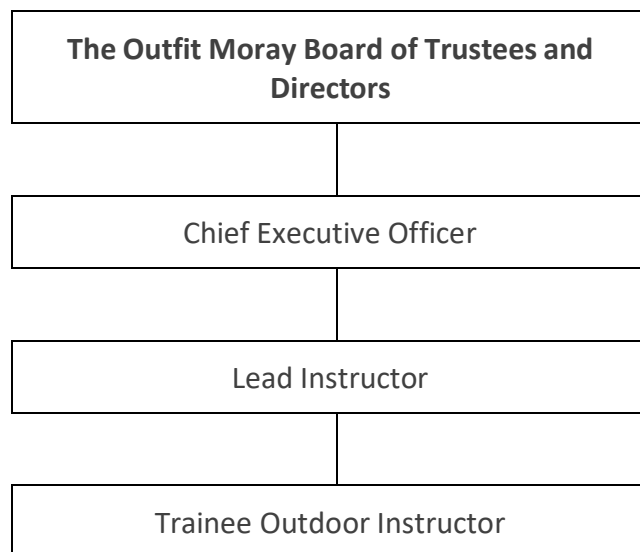 The Outfit Moray Board of Trustees and
Directors
Chief Executive Officer
Lead Instructor
Trainee Outdoor Instructor